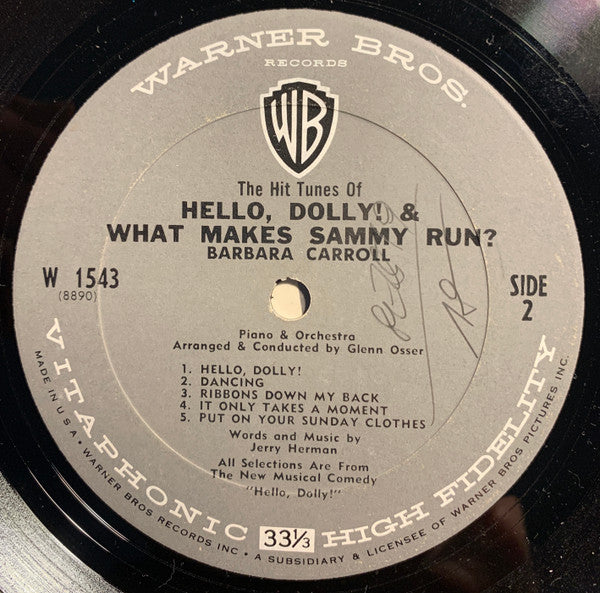 WARNER BROS.
RECORDS
WB
The Hit Tunes Of
HELLO, DOLLY! &
WHAT MAKES SAMMY RUN?
BARBARA CARROLL
W 1543
(8890)
SIDE
2
Piano & Orchestra
Arranged & Conducted by Glenn Osser
1. HELLO, DOLLY!
2. DANCING
3. RIBBONS DOWN MY BACK
4. IT ONLY TAKES A MOMENT
5. PUT ON YOUR SUNDAY CLOTHES
Words and Music by
Jerry Herman
All Selections Are From
The New Musical Comedy
"Hello, Dolly!"
VITAPHONIC HIGH FIDELITY
33⅓
MADE IN U.S.A. • WARNER BROS RECORDS INC • A SUBSIDIARY & LICENSEE OF WARNER BROS PICTURES INC.